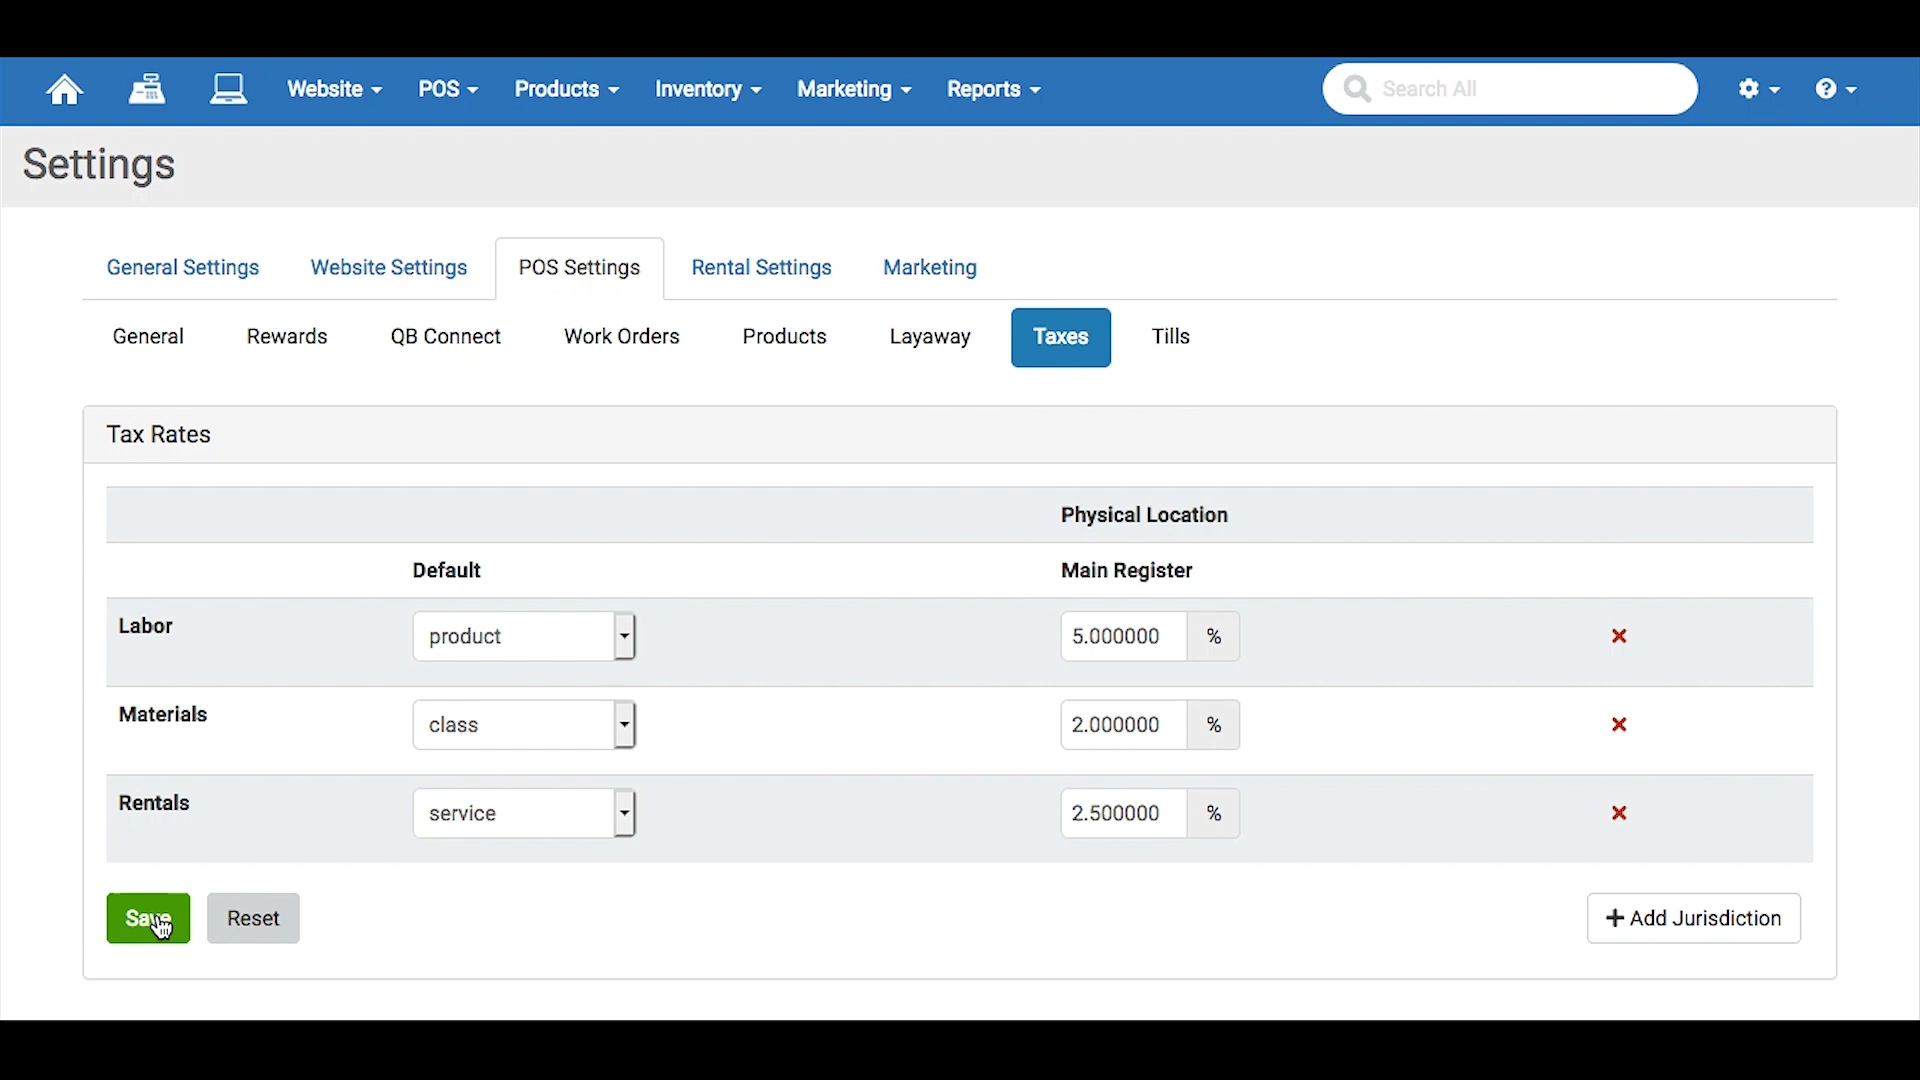 Website POS Products Inventory Marketing Reports Search All
Settings
General Settings Website Settings POS Settings Rental Settings Marketing
General Rewards QB Connect Work Orders Products Layaway Taxes Tills
Tax Rates
Physical Location
Default Main Register
Labor product 5.000000 %
Materials class 2.000000 %
Rentals service 2.500000 %
Save Reset + Add Jurisdiction